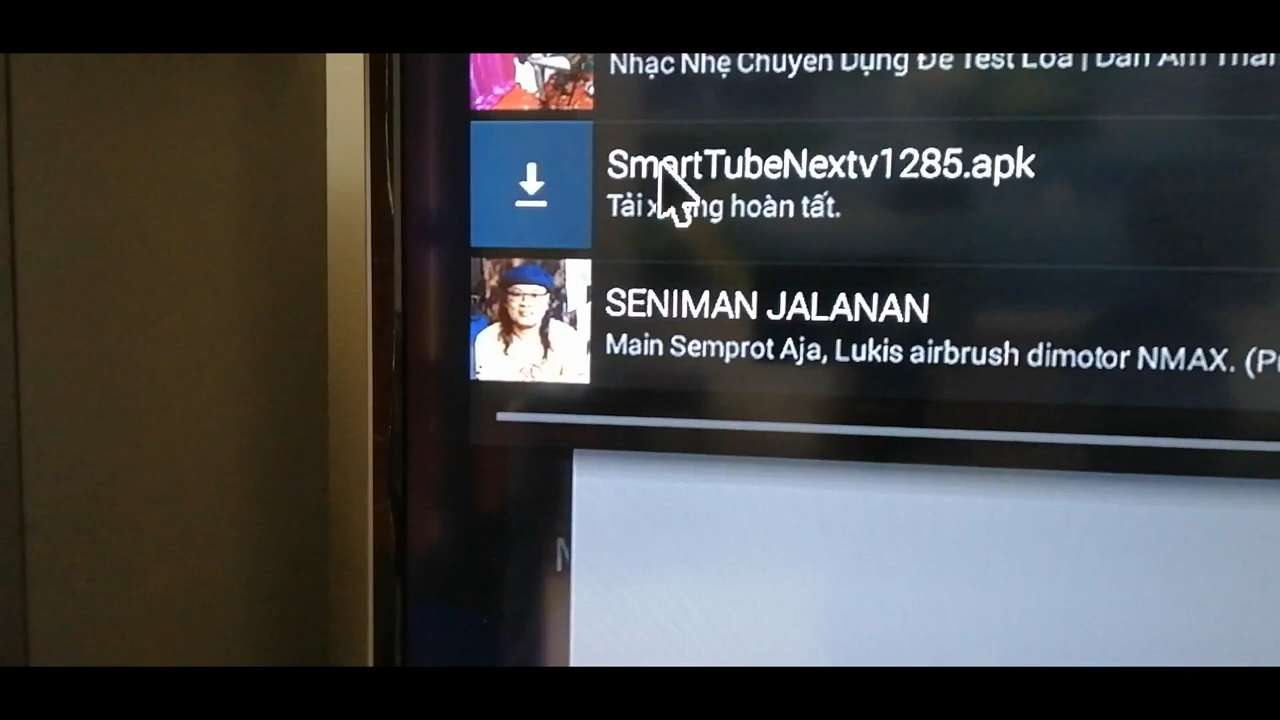 Nhạc Nhẹ Chuyên Dụng Để Test Loa | Dàn Âm
SmartTubeNextv1285.apk
hoàn tất.
SENIMAN JALANAN
Main Semprot Aja, Lukis airbrush dimotor NMAX.